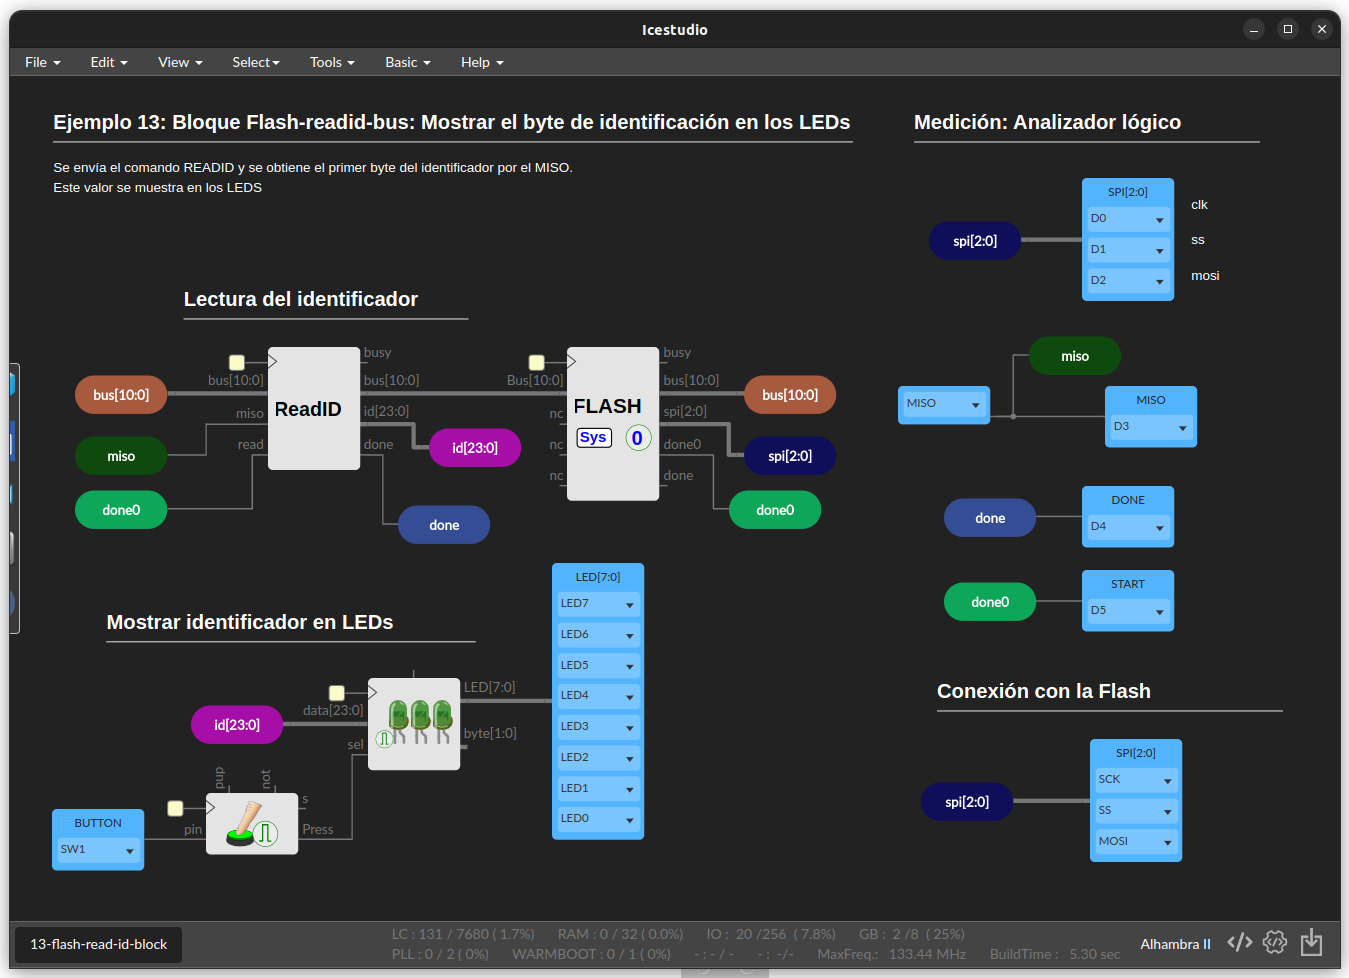 Icestudio
File Edit View Select Tools Basic Help
Ejemplo 13: Bloque Flash-readid-bus: Mostrar el byte de identificación en los LEDs
Se envía el comando READID y se obtiene el primer byte del identificador por el MISO.
Este valor se muestra en los LEDS
Medición: Analizador lógico
spi[2:0]
SPI[2:0]
D0
D1
D2
clk
ss
mosi
Lectura del identificador
bus[10:0]
miso
done0
bus[10:0]
miso
read
ReadID
busy
bus[10:0]
id[23:0]
done
id[23:0]
done
Bus[10:0]
nc
nc
nc
FLASH
Sys
0
busy
bus[10:0]
spi[2:0]
done0
done
bus[10:0]
spi[2:0]
done0
miso
MISO
MISO
D3
done
DONE
D4
done0
START
D5
Mostrar identificador en LEDs
id[23:0]
data[23:0]
sel
LED[7:0]
byte[1:0]
LED[7:0]
LED7
LED6
LED5
LED4
LED3
LED2
LED1
LED0
BUTTON
SW1
pin
pup
not
s
Press
Conexión con la Flash
spi[2:0]
SPI[2:0]
SCK
SS
MOSI
13-flash-read-id-block
LC : 131 / 7680 ( 1.7%) RAM : 0 / 32 ( 0.0%) IO : 20 /256 ( 7.8%) GB : 2 /8 ( 25%)
PLL : 0 / 2 ( 0%) WARMBOOT : 0 / 1 ( 0%) - : - / - - : -/- MaxFreq.: 133.44 MHz BuildTime : 5.30 sec
Alhambra II